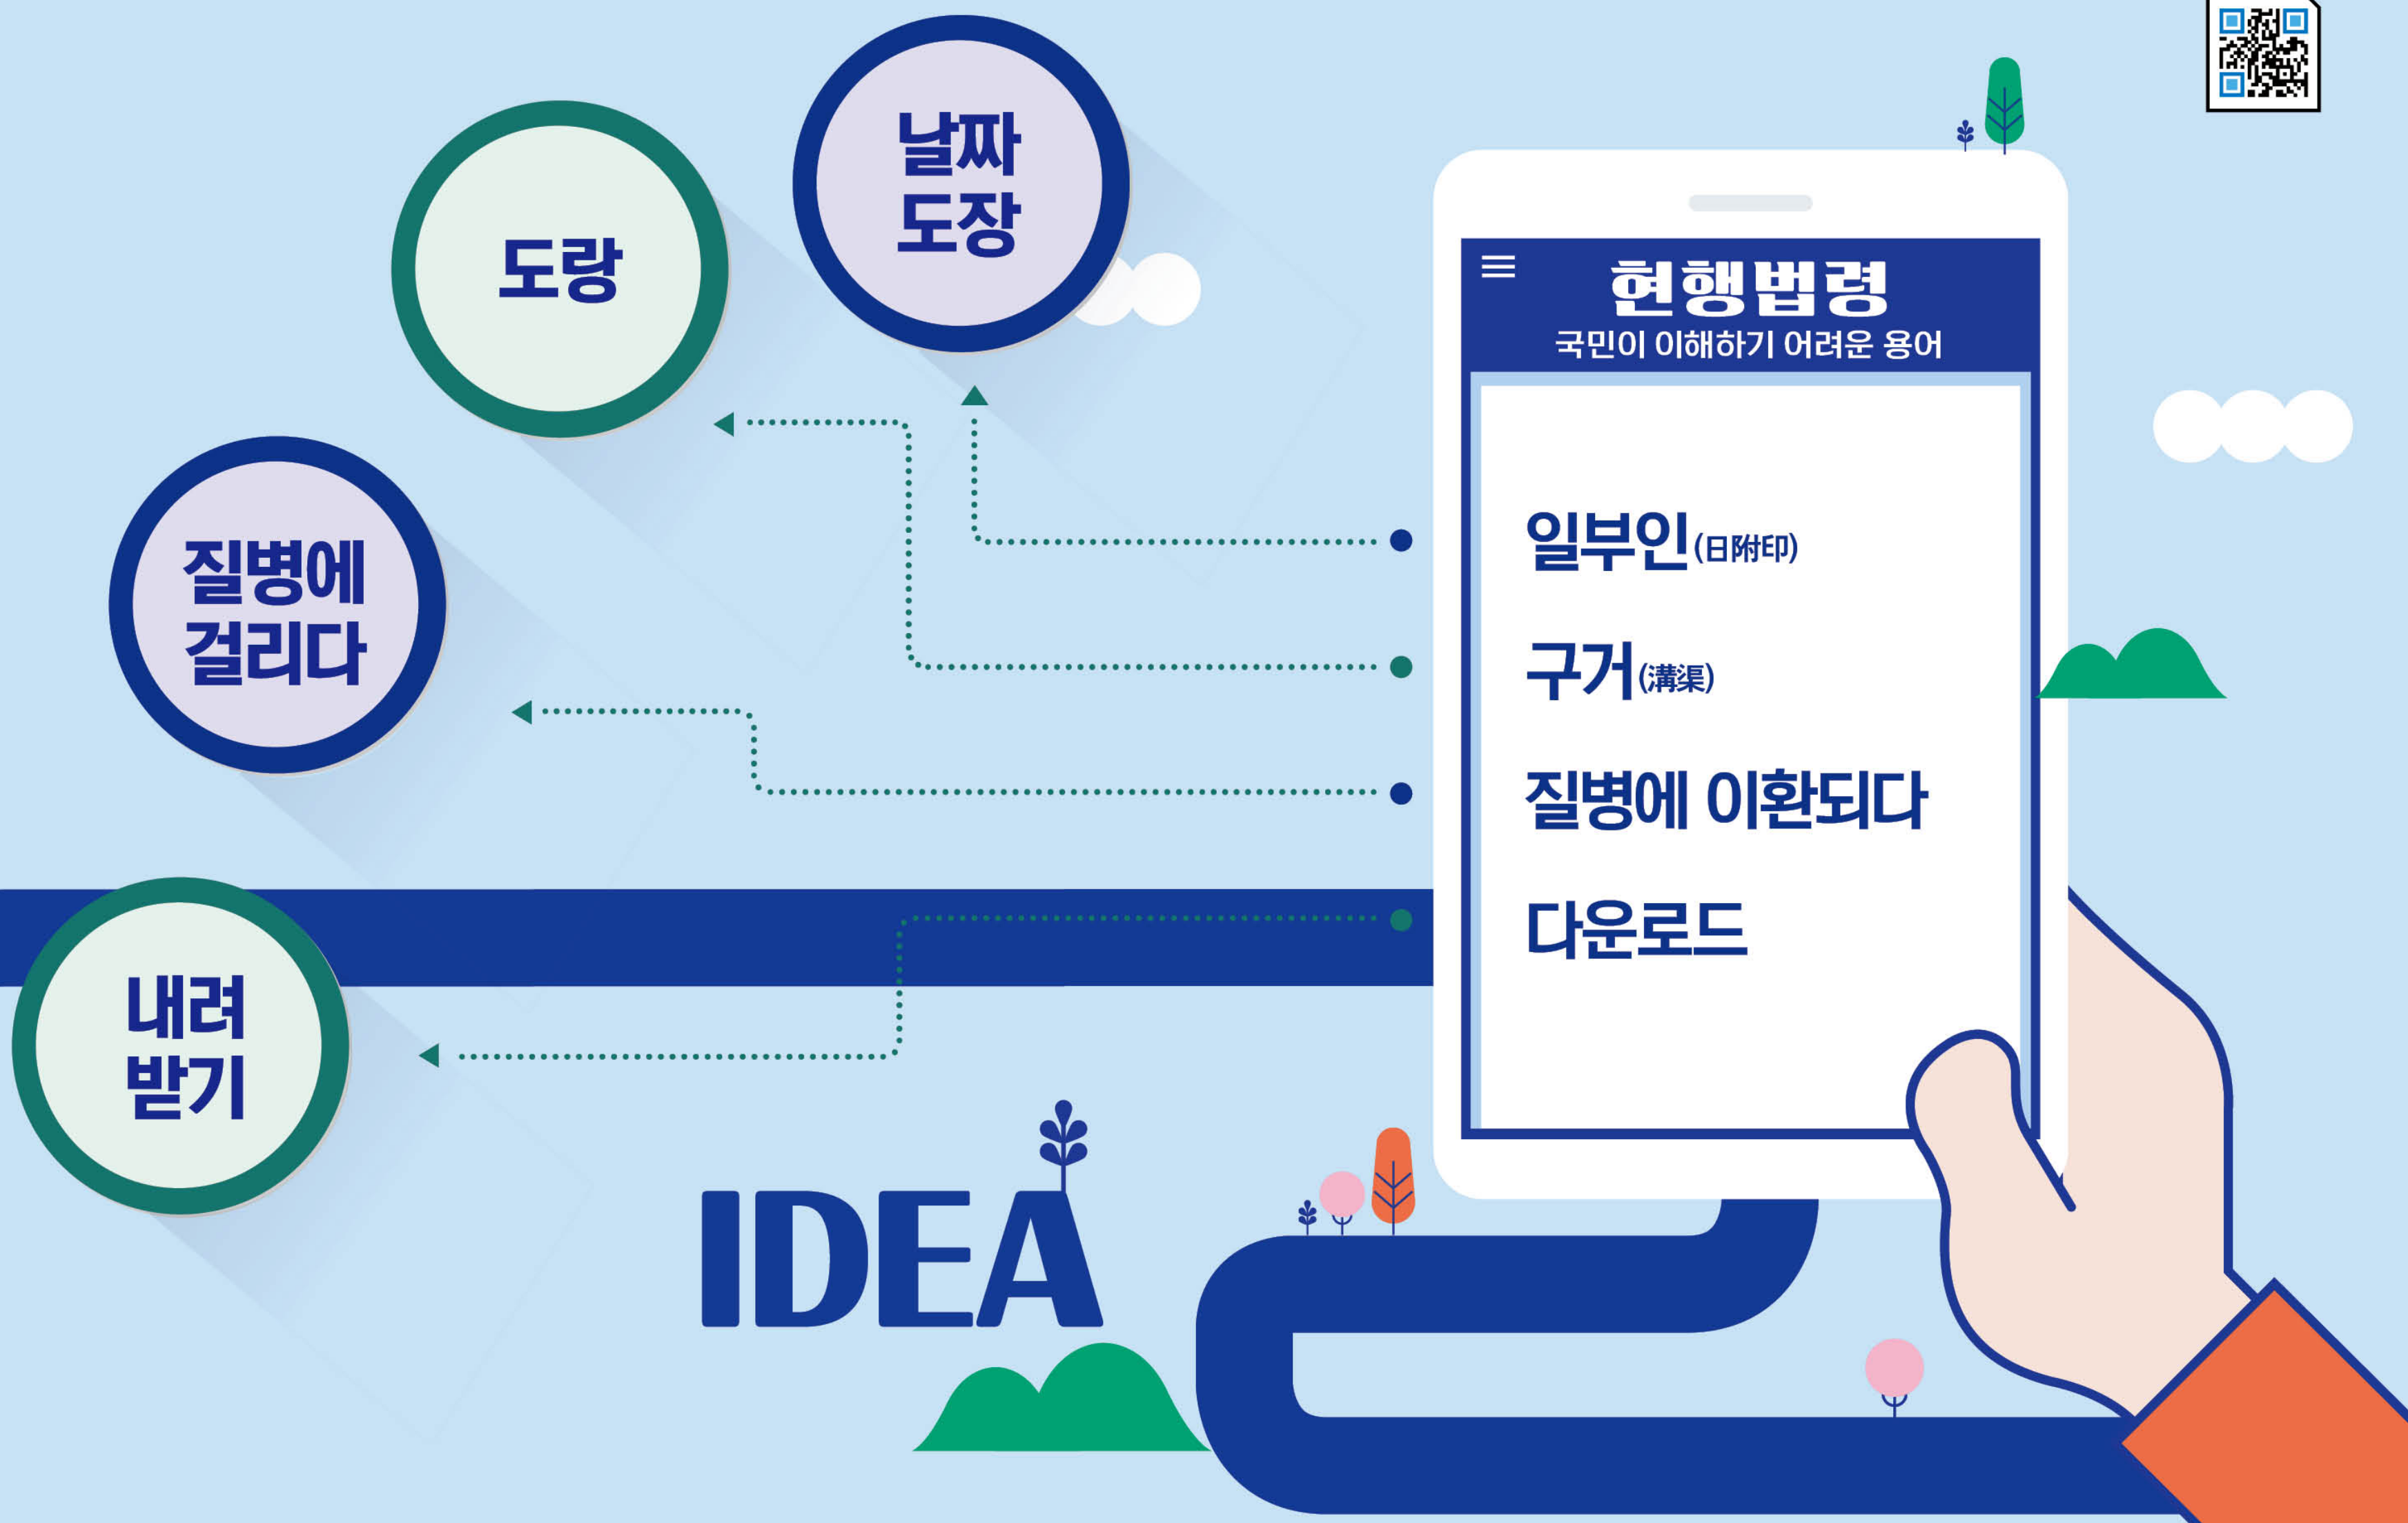 날짜
도장
도랑
질병에
걸리다
내려
받기
현행법령
국민이 이해하기 어려운 용어
일부인(日附印)
구거(溝渠)
질병에 이환되다
다운로드
IDEA